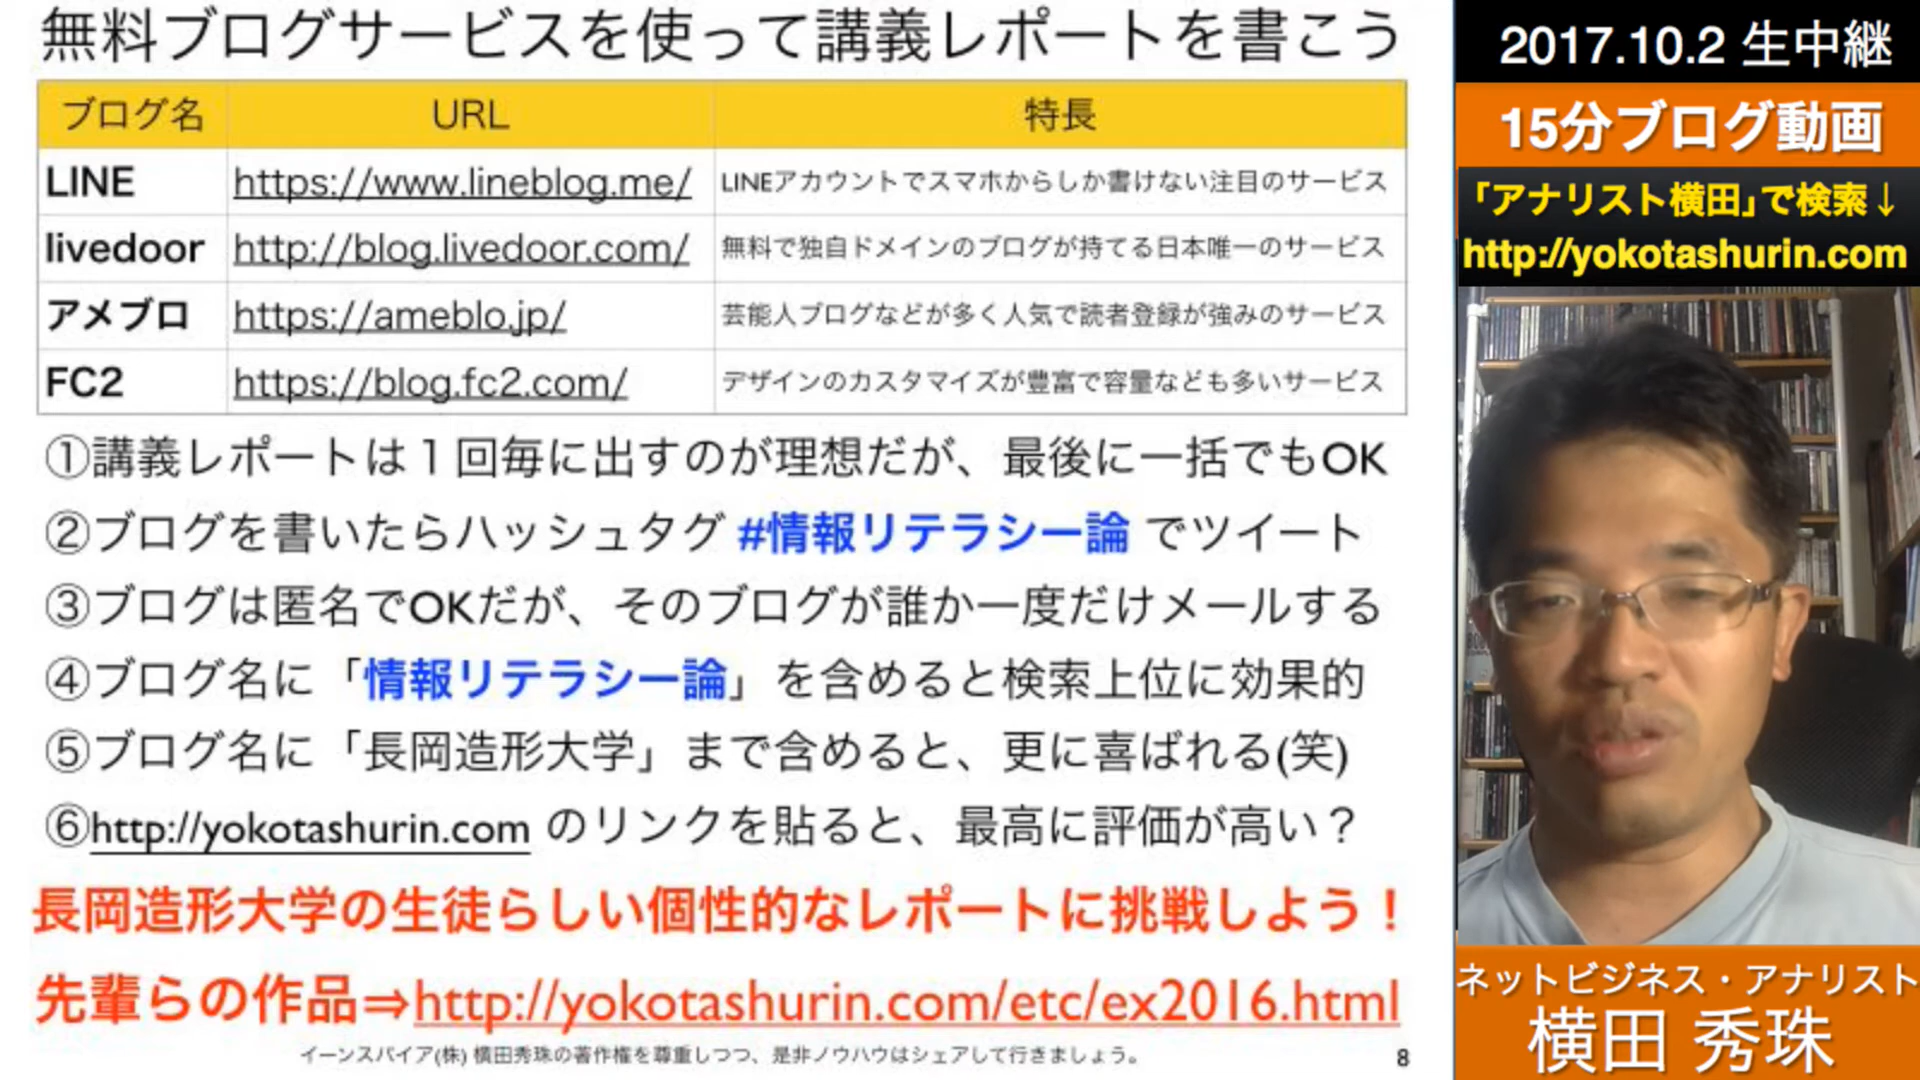 無料ブログサービスを使って講義レポートを書こう
ブログ名 URL 特長
LINE https://www.lineblog.me/ LINEアカウントでスマホからしか書けない注目のサービス
livedoor http://blog.livedoor.com/ 無料で独自ドメインのブログが持てる日本唯一のサービス
アメブロ https://ameblo.jp/ 芸能人ブログなどが多く人気で読者登録が強みのサービス
FC2 https://blog.fc2.com/ デザインのカスタマイズが豊富で容量なども多いサービス
①講義レポートは１回毎に出すのが理想だが、最後に一括でもOK
②ブログを書いたらハッシュタグ #情報リテラシー論 でツイート
③ブログは匿名でOKだが、そのブログが誰か一度だけメールする
④ブログ名に「情報リテラシー論」を含めると検索上位に効果的
⑤ブログ名に「長岡造形大学」まで含めると、更に喜ばれる(笑)
⑥http://yokotashurin.com のリンクを貼ると、最高に評価が高い？
長岡造形大学の生徒らしい個性的なレポートに挑戦しよう！
先輩らの作品⇒http://yokotashurin.com/etc/ex2016.html
イーンスパイア(株) 横田秀珠の著作権を尊重しつつ、是非ノウハウはシェアして行きましょう。
8
2017.10.2 生中継
15分ブログ動画
「アナリスト横田」で検索↓
http://yokotashurin.com
ネットビジネス・アナリスト
横田 秀珠